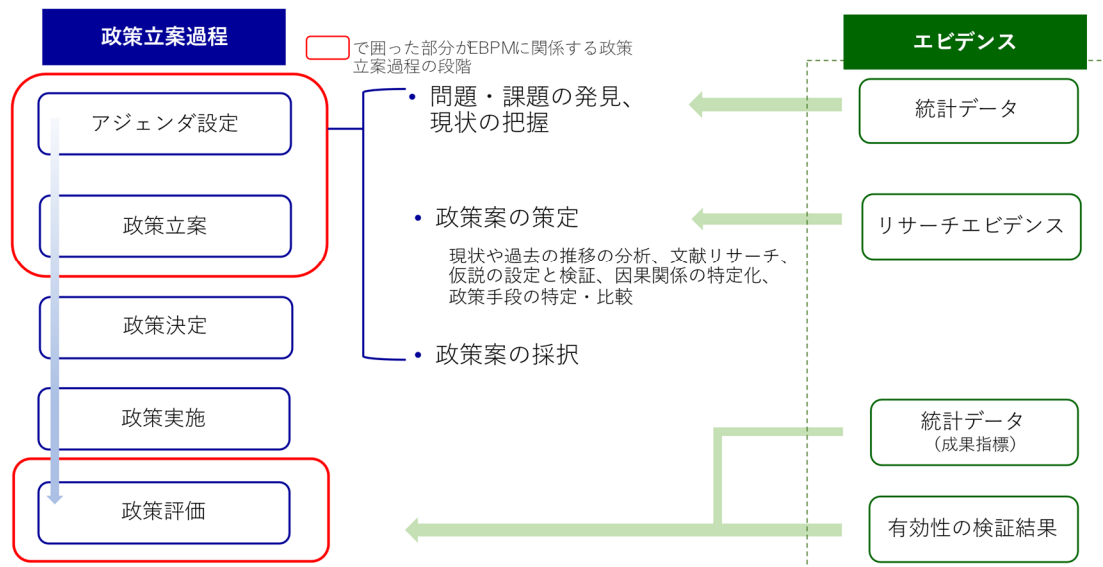 政策立案過程
で囲った部分がEBPMに関係する政策
立案過程の段階
エビデンス
アジェンダ設定
政策立案
政策決定
政策実施
政策評価
• 問題・課題の発見、
現状の把握
• 政策案の策定
現状や過去の推移の分析、文献リサーチ、
仮説の設定と検証、因果関係の特定化、
政策手段の特定・比較
• 政策案の採択
統計データ
リサーチエビデンス
統計データ
（成果指標）
有効性の検証結果